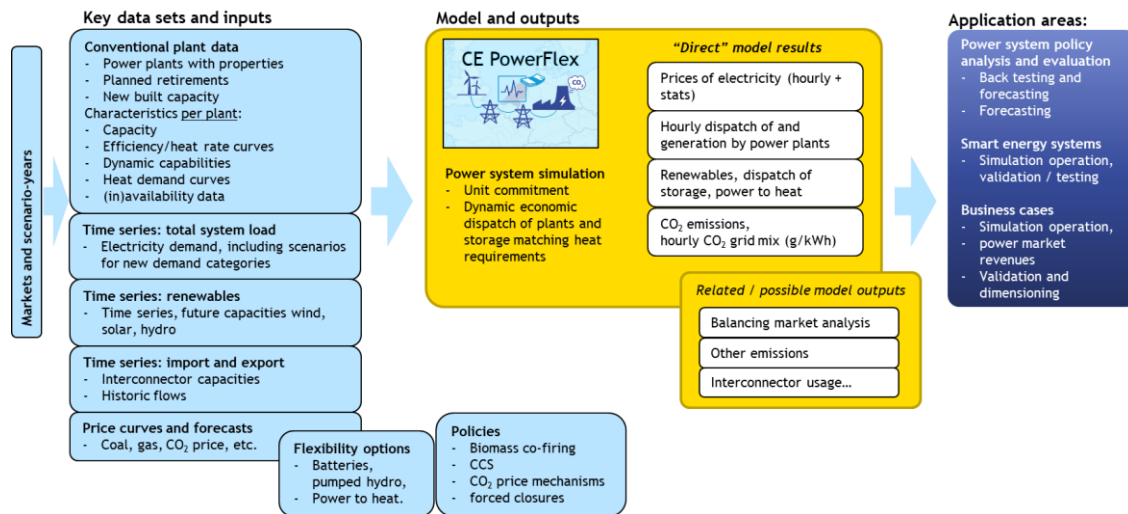 Key data sets and inputs
Model and outputs
Application areas:
Markets and scenario-years
Conventional plant data
- Power plants with properties
- Planned retirements
- New built capacity
Characteristics per plant:
- Capacity
- Efficiency/heat rate curves
- Dynamic capabilities
- Heat demand curves
- (in)availability data
Time series: total system load
- Electricity demand, including scenarios
for new demand categories
Time series: renewables
- Time series, future capacities wind,
solar, hydro
Time series: import and export
- Interconnector capacities
- Historic flows
Price curves and forecasts
- Coal, gas, CO₂ price, etc.
Flexibility options
- Batteries,
pumped hydro,
- Power to heat.
Policies
- Biomass co-firing
- CCS
- CO₂ price mechanisms
- forced closures
CE PowerFlex
CO₂
Power system simulation
- Unit commitment
- Dynamic economic
dispatch of plants and
storage matching heat
requirements
“Direct” model results
Prices of electricity (hourly +
stats)
Hourly dispatch of and
generation by power plants
Renewables, dispatch of
storage, power to heat
CO₂ emissions,
hourly CO₂ grid mix (g/kWh)
Related / possible model outputs
Balancing market analysis
Other emissions
Interconnector usage…
Power system policy
analysis and evaluation
- Back testing and
forecasting
- Forecasting
Smart energy systems
- Simulation operation,
validation / testing
Business cases
- Simulation operation,
- power market
revenues
- Validation and
dimensioning